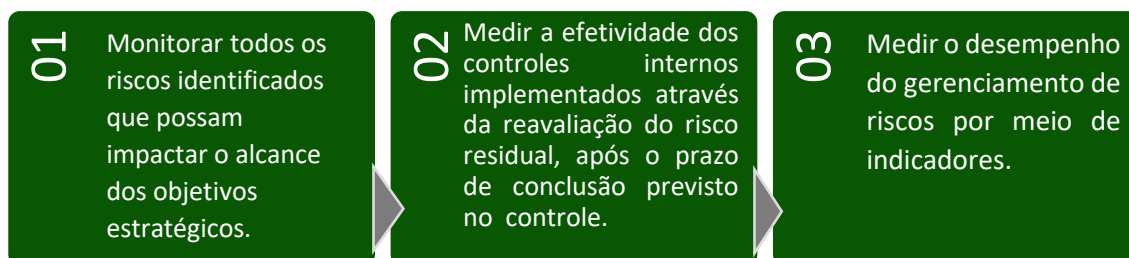 01
Monitorar todos os
riscos identificados
que possam
impactar o alcance
dos objetivos
estratégicos.
02
Medir a efetividade dos
controles internos
implementados através
da reavaliação do risco
residual, após o prazo
de conclusão previsto
no controle.
03
Medir o desempenho
do gerenciamento de
riscos por meio de
indicadores.